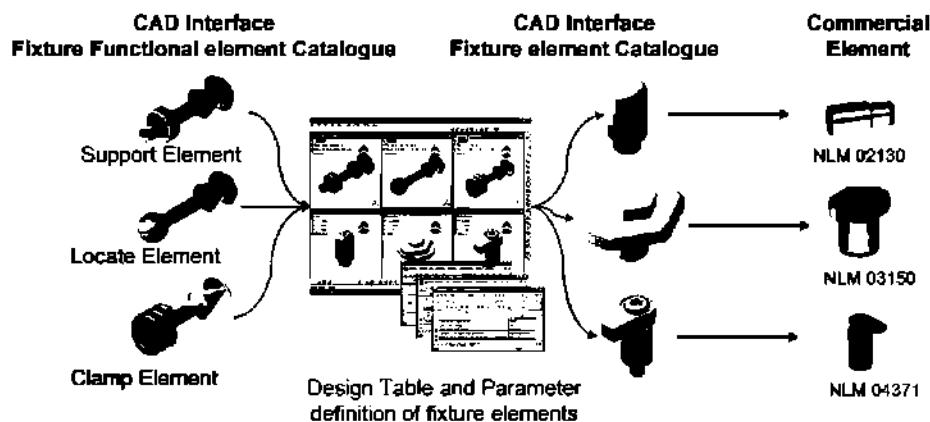 CAD Interface
Fixture Functional element Catalogue
CAD Interface
Fixture element Catalogue
Commercial
Element
Support Element
Locate Element
Clamp Element
Design Table and Parameter
definition of fixture elements
NLM 02130
NLM 03150
NLM 04371